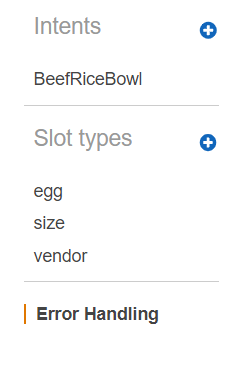 Intents
BeefRiceBowl
Slot types
egg
size
vendor
Error Handling